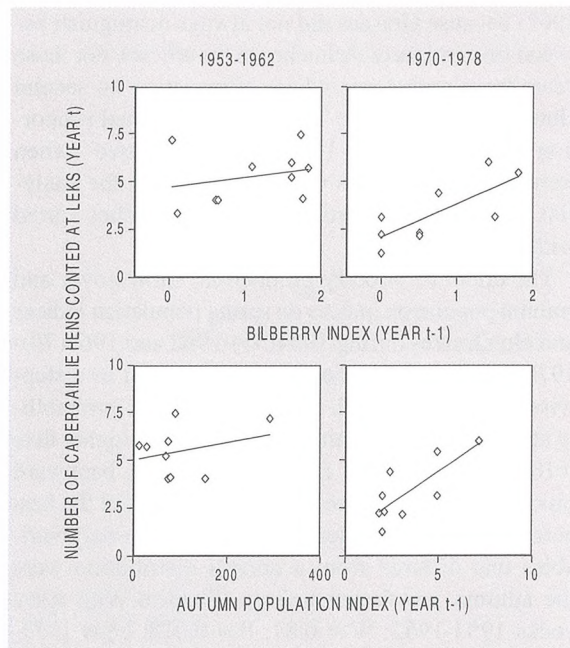 1953-1962 1970-1978
NUMBER OF CAPERCAILLIE HENS CONTED AT LEKS (YEAR t)
10
7.5
5
2.5
0
0 1 2 0 1 2
BILBERRY INDEX (YEAR t-1)
10
7.5
5
2.5
0
0 200 400 0 5 10
AUTUMN POPULATION INDEX (YEAR t-1)